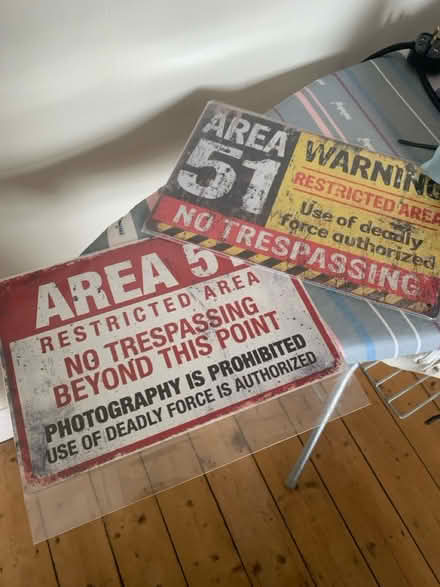 AREA
51
WARNING
RESTRICTED AREA
Use of deadly
force authorized
NO TRESPASSING
AREA 5
RESTRICTED AREA
NO TRESPASSING
BEYOND THIS POINT
PHOTOGRAPHY IS PROHIBITED
USE OF DEADLY FORCE IS AUTHORIZED